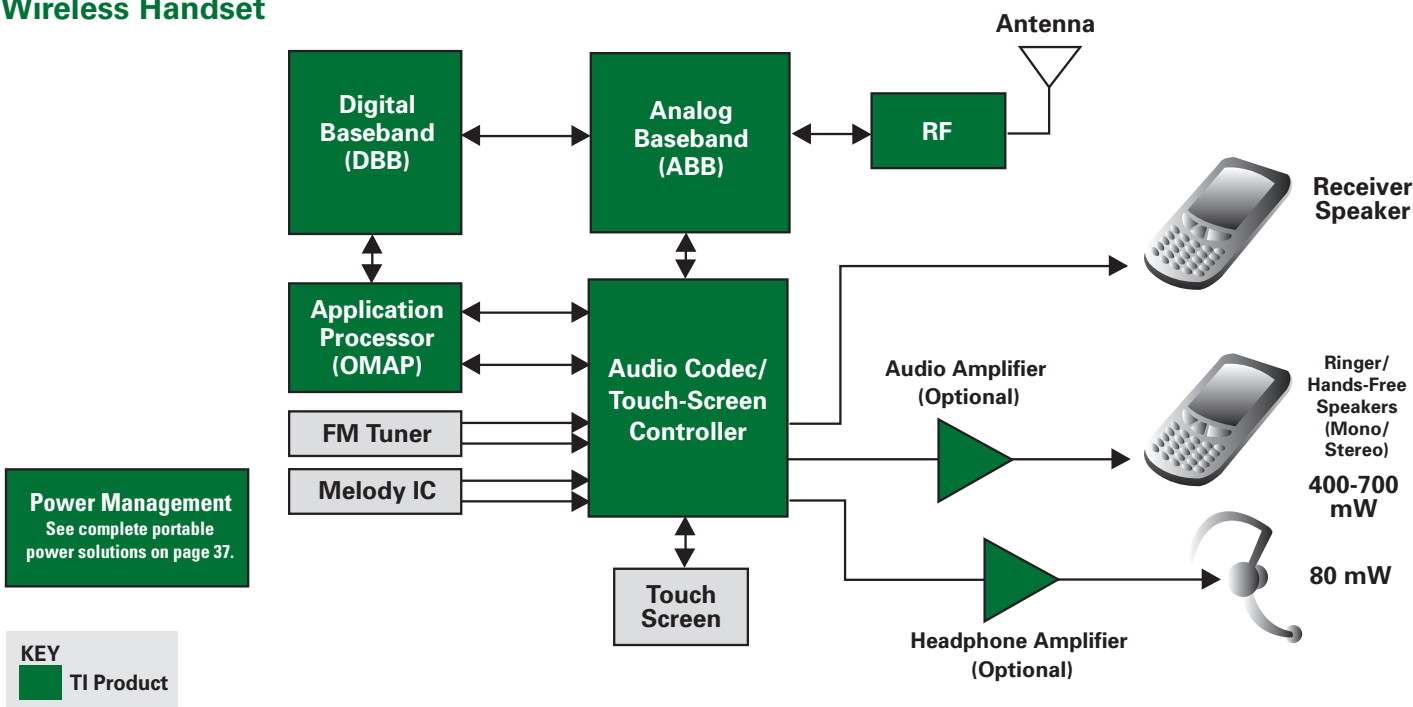 Wireless Handset
Antenna
Digital
Baseband
(DBB)
Analog
Baseband
(ABB)
RF
Receiver
Speaker
Application
Processor
(OMAP)
Audio Codec/
Touch-Screen
Controller
Audio Amplifier
(Optional)
Ringer/
Hands-Free
Speakers
(Mono/
Stereo)
400-700
mW
FM Tuner
Melody IC
Power Management
See complete portable
power solutions on page 37.
Touch
Screen
80 mW
Headphone Amplifier
(Optional)
KEY
TI Product